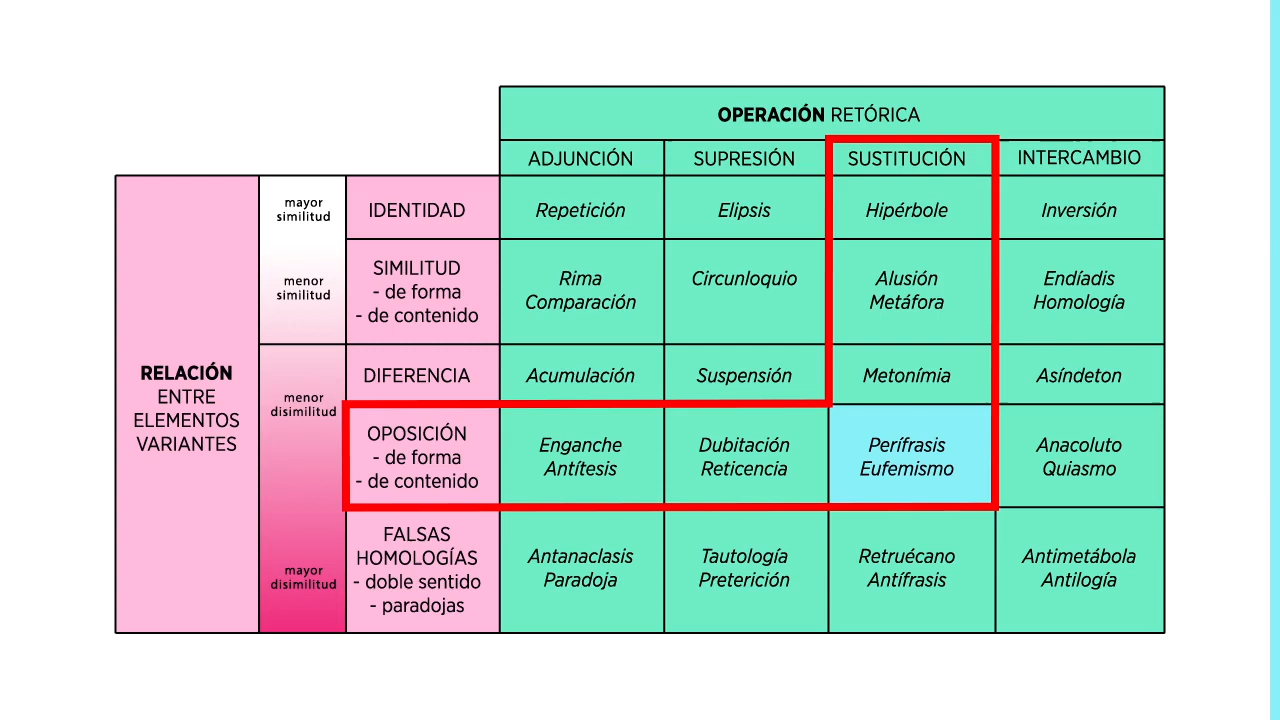 OPERACIÓN RETÓRICA
ADJUNCIÓN
SUPRESIÓN
SUSTITUCIÓN
INTERCAMBIO
RELACIÓN
ENTRE
ELEMENTOS
VARIANTES
mayor
similitud
IDENTIDAD
Repetición
Elipsis
Hipérbole
Inversión
menor
similitud
SIMILITUD
- de forma
- de contenido
Rima
Comparación
Circunloquio
Alusión
Metáfora
Endíadis
Homología
menor
disimilitud
DIFERENCIA
Acumulación
Suspensión
Metonímia
Asíndeton
OPOSICIÓN
- de forma
- de contenido
Enganche
Antítesis
Dubitación
Reticencia
Perífrasis
Eufemismo
Anacoluto
Quiasmo
mayor
disimilitud
FALSAS
HOMOLOGÍAS
- doble sentido
- paradojas
Antanaclasis
Paradoja
Tautología
Preterición
Retruécano
Antífrasis
Antimetábola
Antilogía